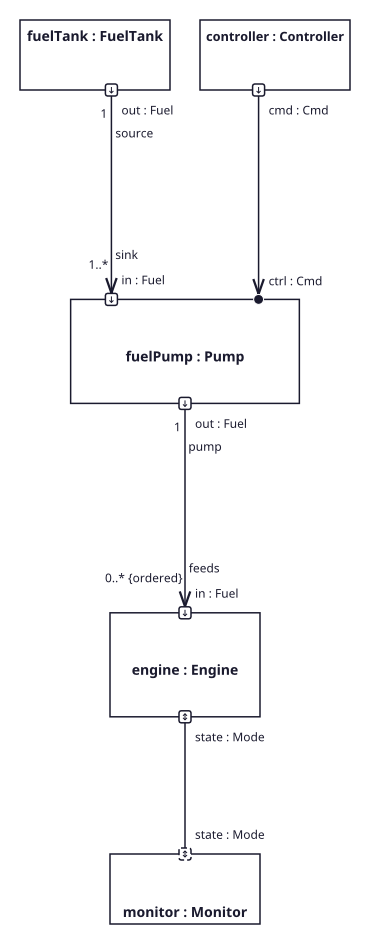 fuelTank : FuelTank
controller : Controller
1
out : Fuel
cmd : Cmd
source
sink
1..*
in : Fuel
ctrl : Cmd
fuelPump : Pump
out : Fuel
1
pump
feeds
0..* {ordered}
in : Fuel
engine : Engine
state : Mode
state : Mode
monitor : Monitor